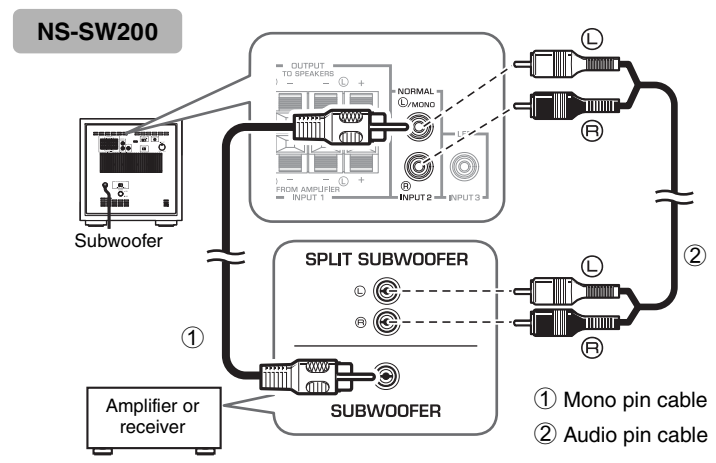 NS-SW200
OUTPUT
TO SPEAKERS
– – Ⓛ +
NORMAL
Ⓛ/MONO
Ⓛ
Ⓡ
Ⓡ
– Ⓛ +
FROM AMPLIFIER
INPUT 1
INPUT 2
INPUT 3
Subwoofer
SPLIT SUBWOOFER
Ⓛ
Ⓡ
Ⓛ
Ⓡ
①
②
SUBWOOFER
Amplifier or
receiver
① Mono pin cable
② Audio pin cable